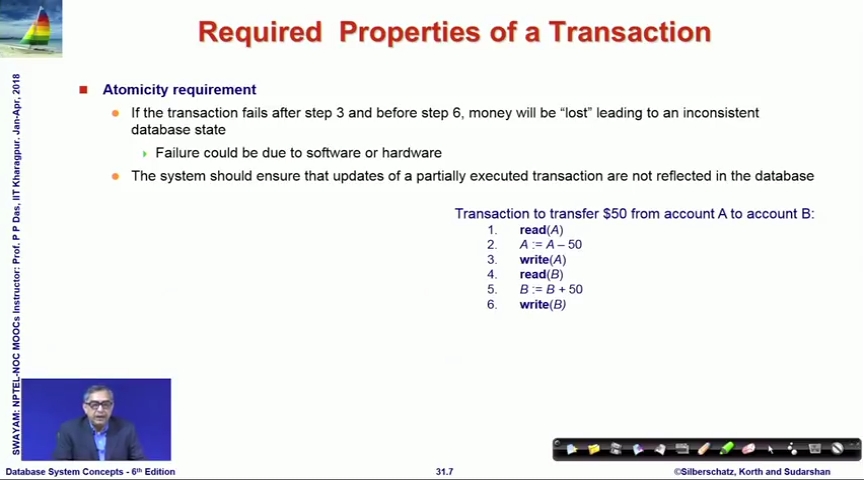 Required Properties of a Transaction
Atomicity requirement
If the transaction fails after step 3 and before step 6, money will be “lost” leading to an inconsistent
database state
Failure could be due to software or hardware
The system should ensure that updates of a partially executed transaction are not reflected in the database
Transaction to transfer $50 from account A to account B:
1. read(A)
2. A := A – 50
3. write(A)
4. read(B)
5. B := B + 50
6. write(B)
SWAYAM: NPTEL-NOC MOOCs Instructor: Prof. P P Das, IIT Kharagpur. Jan-Apr, 2018
Database System Concepts - 6th Edition
31.7
©Silberschatz, Korth and Sudarshan